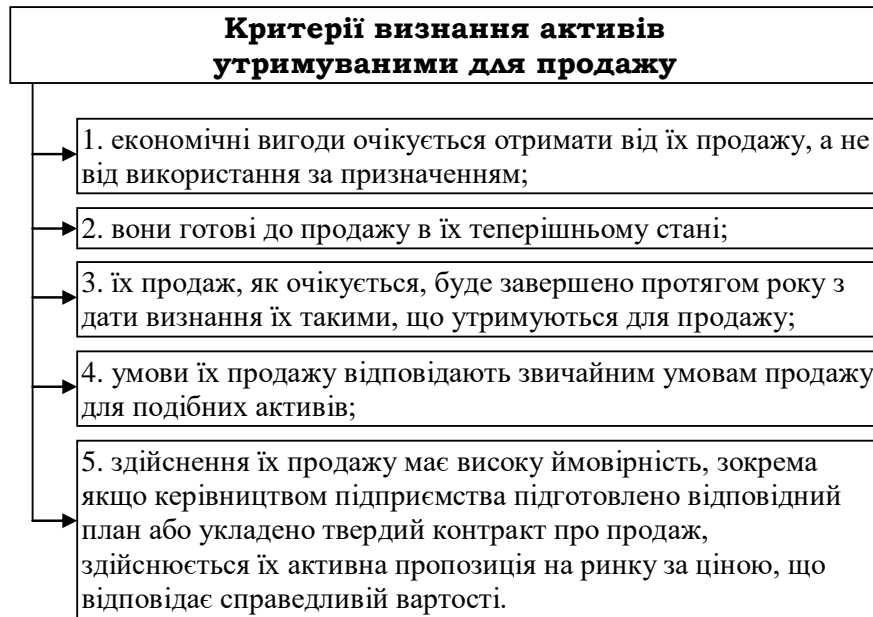 Критерії визнання активів
утримуваними для продажу
1. економічні вигоди очікується отримати від їх продажу, а не
від використання за призначенням;
2. вони готові до продажу в їх теперішньому стані;
3. їх продаж, як очікується, буде завершено протягом року з
дати визнання їх такими, що утримуються для продажу;
4. умови їх продажу відповідають звичайним умовам продажу
для подібних активів;
5. здійснення їх продажу має високу ймовірність, зокрема
якщо керівництвом підприємства підготовлено відповідний
план або укладено твердий контракт про продаж,
здійснюється їх активна пропозиція на ринку за ціною, що
відповідає справедливій вартості.